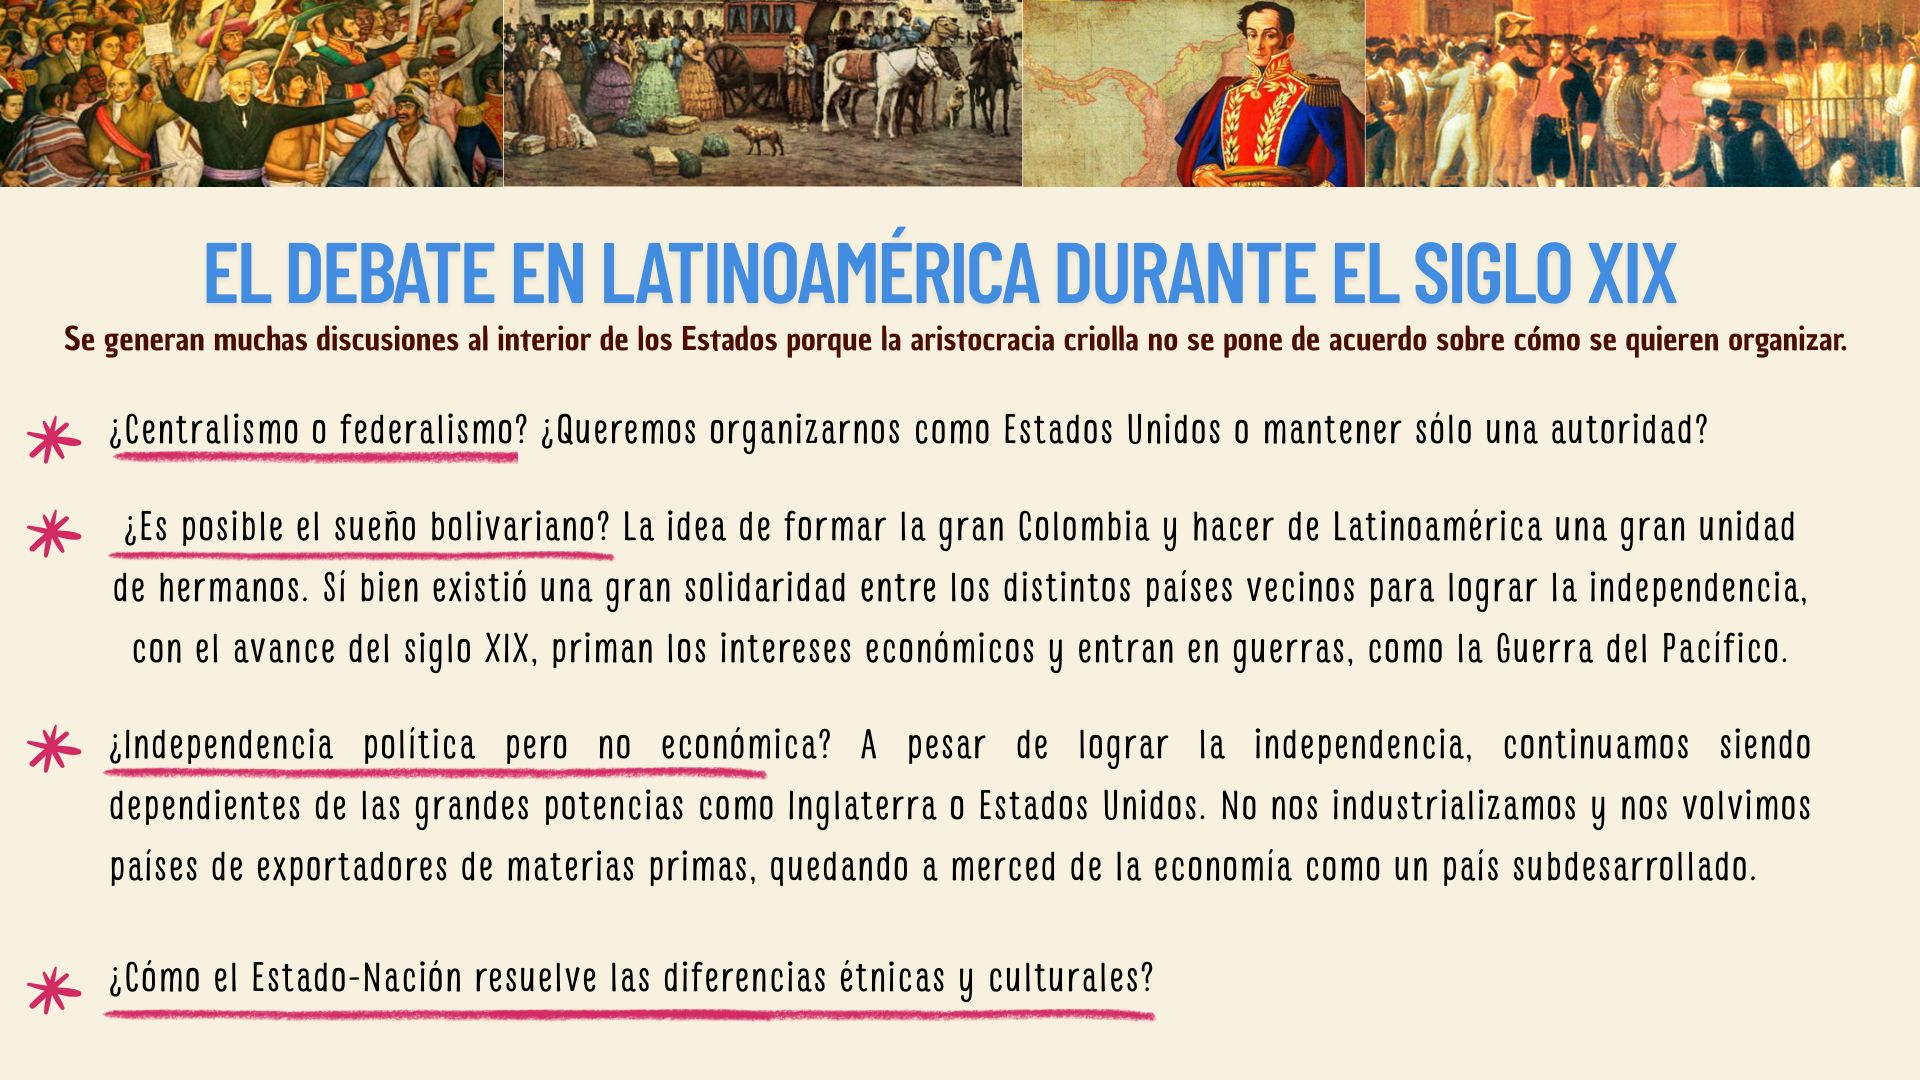 EL DEBATE EN LATINOAMÉRICA DURANTE EL SIGLO XIX
Se generan muchas discusiones al interior de los Estados porque la aristocracia criolla no se pone de acuerdo sobre cómo se quieren organizar.
¿Centralismo o federalismo? ¿Queremos organizarnos como Estados Unidos o mantener sólo una autoridad?
¿Es posible el sueño bolivariano? La idea de formar la gran Colombia y hacer de Latinoamérica una gran unidad
de hermanos. Sí bien existió una gran solidaridad entre los distintos países vecinos para lograr la independencia,
con el avance del siglo XIX, priman los intereses económicos y entran en guerras, como la Guerra del Pacífico.
¿Independencia política pero no económica? A pesar de lograr la independencia, continuamos siendo
dependientes de las grandes potencias como Inglaterra o Estados Unidos. No nos industrializamos y nos volvimos
países de exportadores de materias primas, quedando a merced de la economía como un país subdesarrollado.
¿Cómo el Estado-Nación resuelve las diferencias étnicas y culturales?